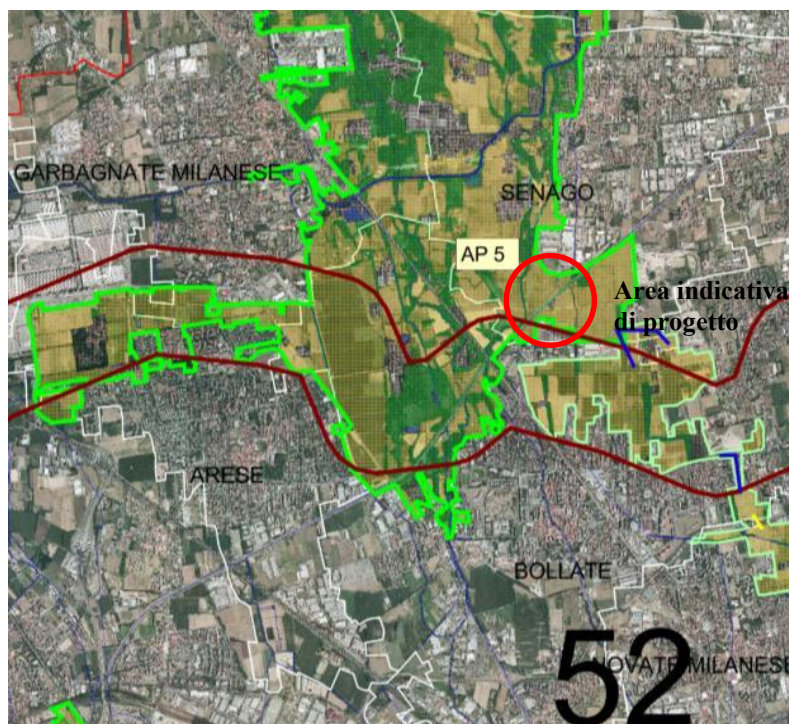 GARBAGNATE MILANESE
SENAGO
AP 5
Area indicativa
di progetto
ARESE
BOLLATE
52
NOVATE MILANESE